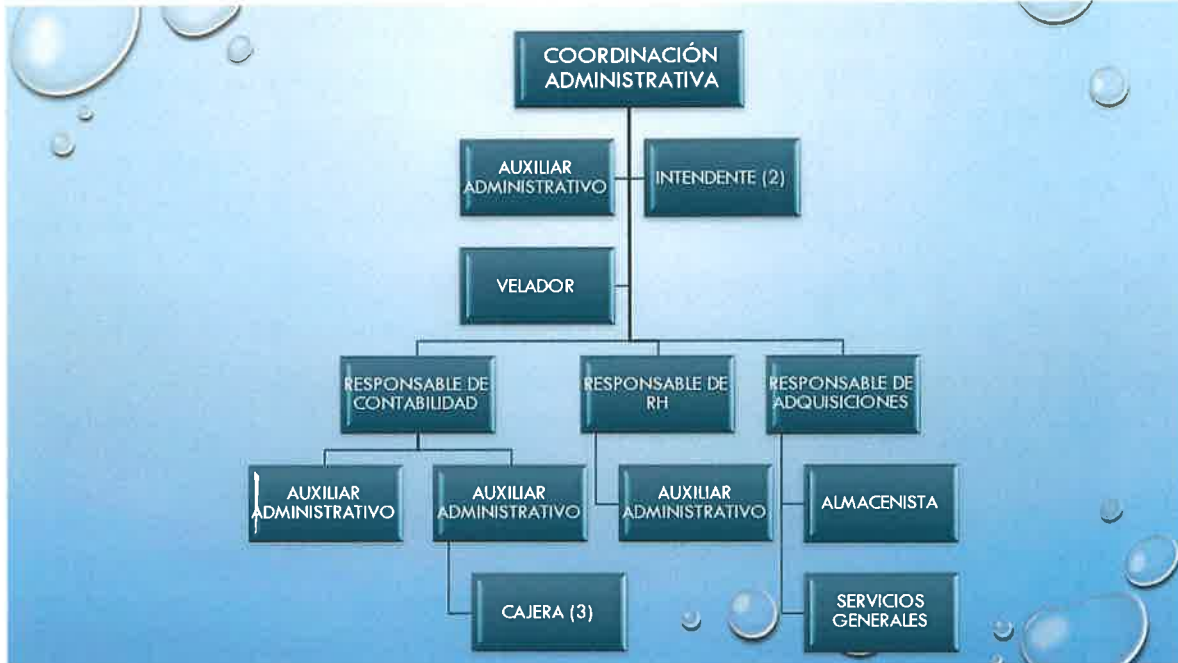 COORDINACIÓN
ADMINISTRATIVA
AUXILIAR
ADMINISTRATIVO
INTENDENTE (2)
VELADOR
RESPONSABLE DE
CONTABILIDAD
RESPONSABLE DE
RH
RESPONSABLE DE
ADQUISICIONES
AUXILIAR
ADMINISTRATIVO
AUXILIAR
ADMINISTRATIVO
AUXILIAR
ADMINISTRATIVO
ALMACENISTA
CAJERA (3)
SERVICIOS
GENERALES